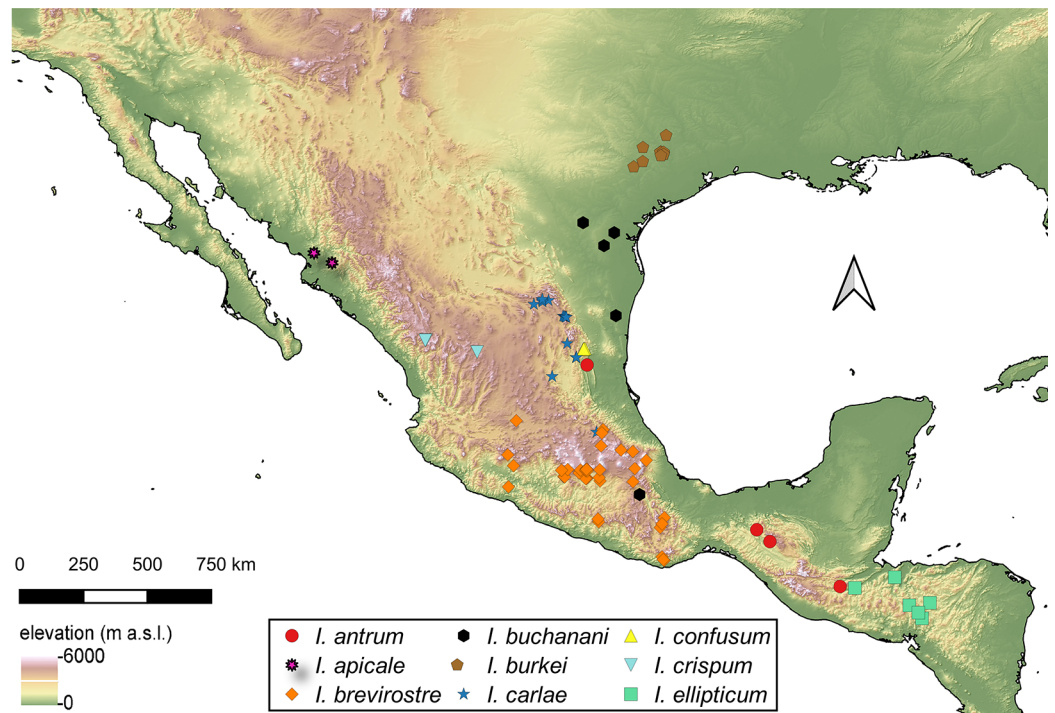 0 250 500 750 km
elevation (m a.s.l.)
-6000
-0
I. antrum I. buchanani I. confusum
I. apicale I. burkei I. crispum
I. brevirostre I. carlae I. ellipticum